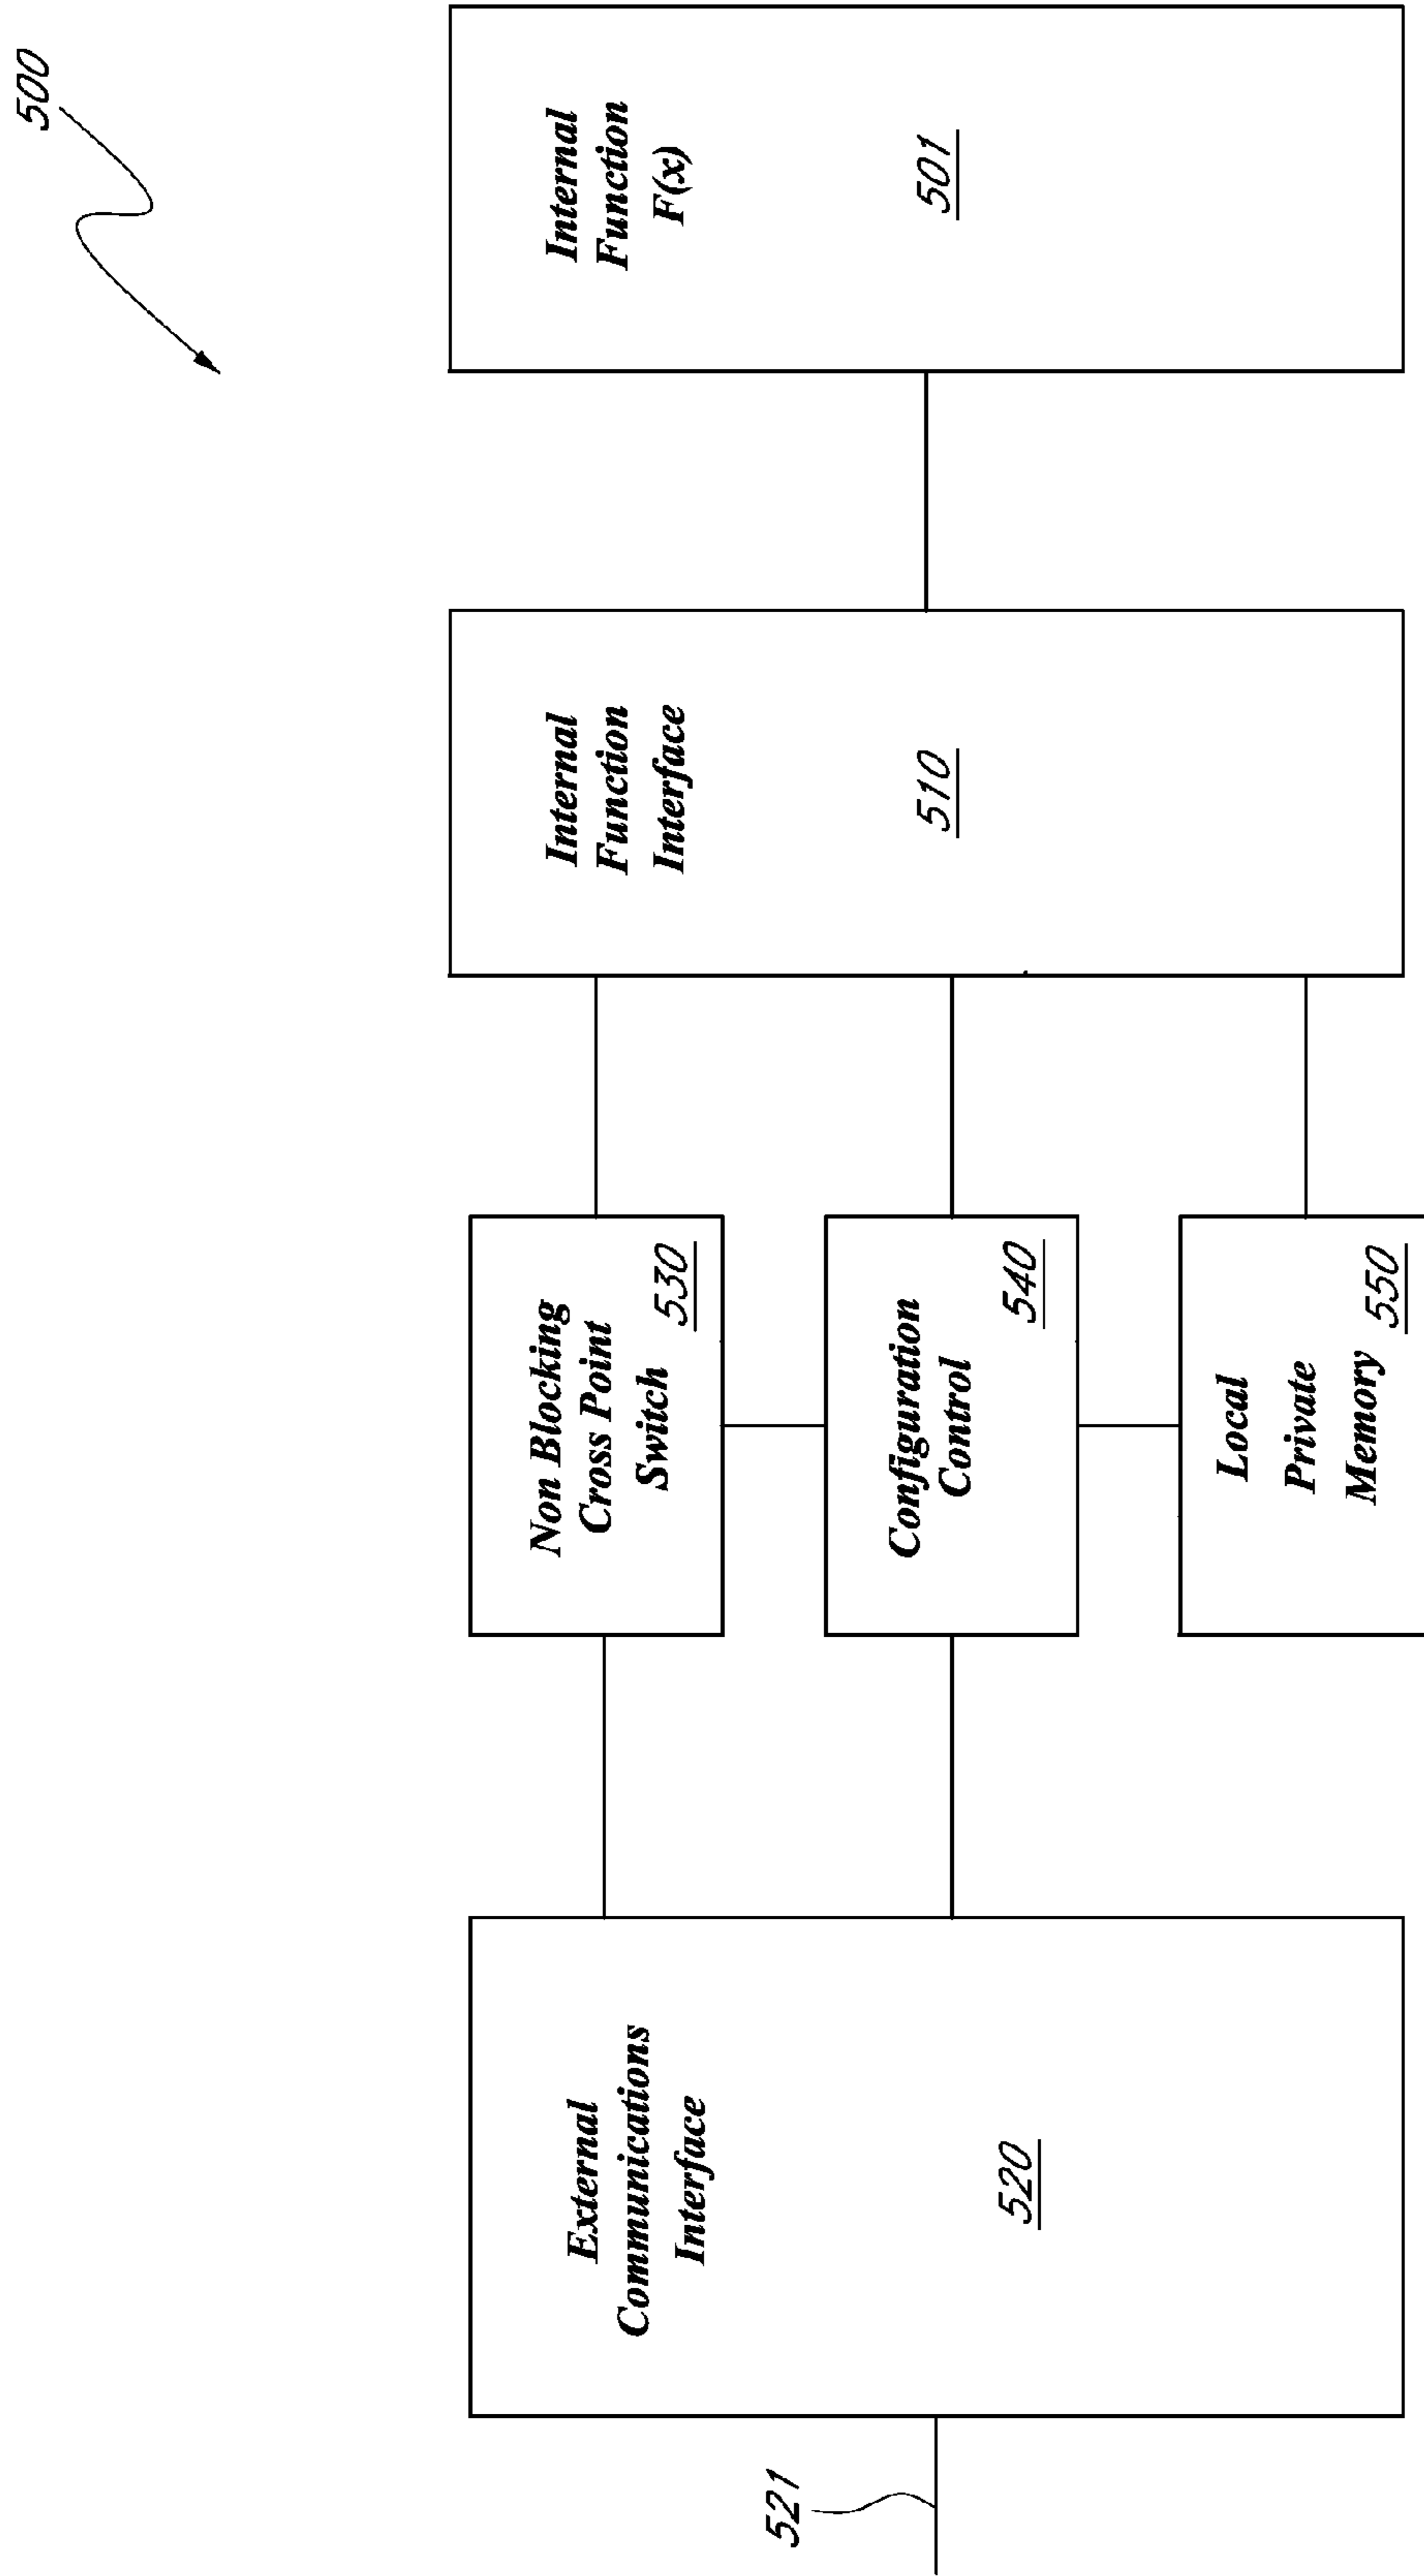 500
Internal
Function
F(x)
501
Internal
Function
Interface
510
Non Blocking
Cross Point
Switch
530
Configuration
Control
540
Local
Private
Memory
550
External
Communications
Interface
520
521